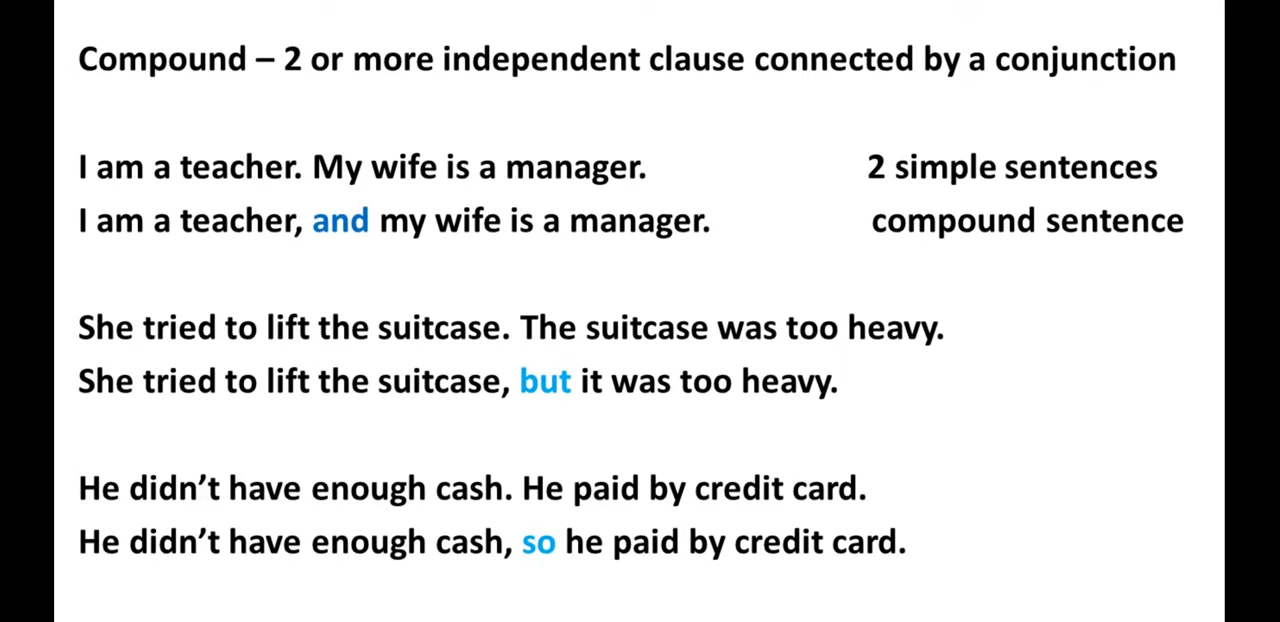 Compound – 2 or more independent clause connected by a conjunction
I am a teacher. My wife is a manager. 2 simple sentences
I am a teacher, and my wife is a manager. compound sentence
She tried to lift the suitcase. The suitcase was too heavy.
She tried to lift the suitcase, but it was too heavy.
He didn’t have enough cash. He paid by credit card.
He didn’t have enough cash, so he paid by credit card.